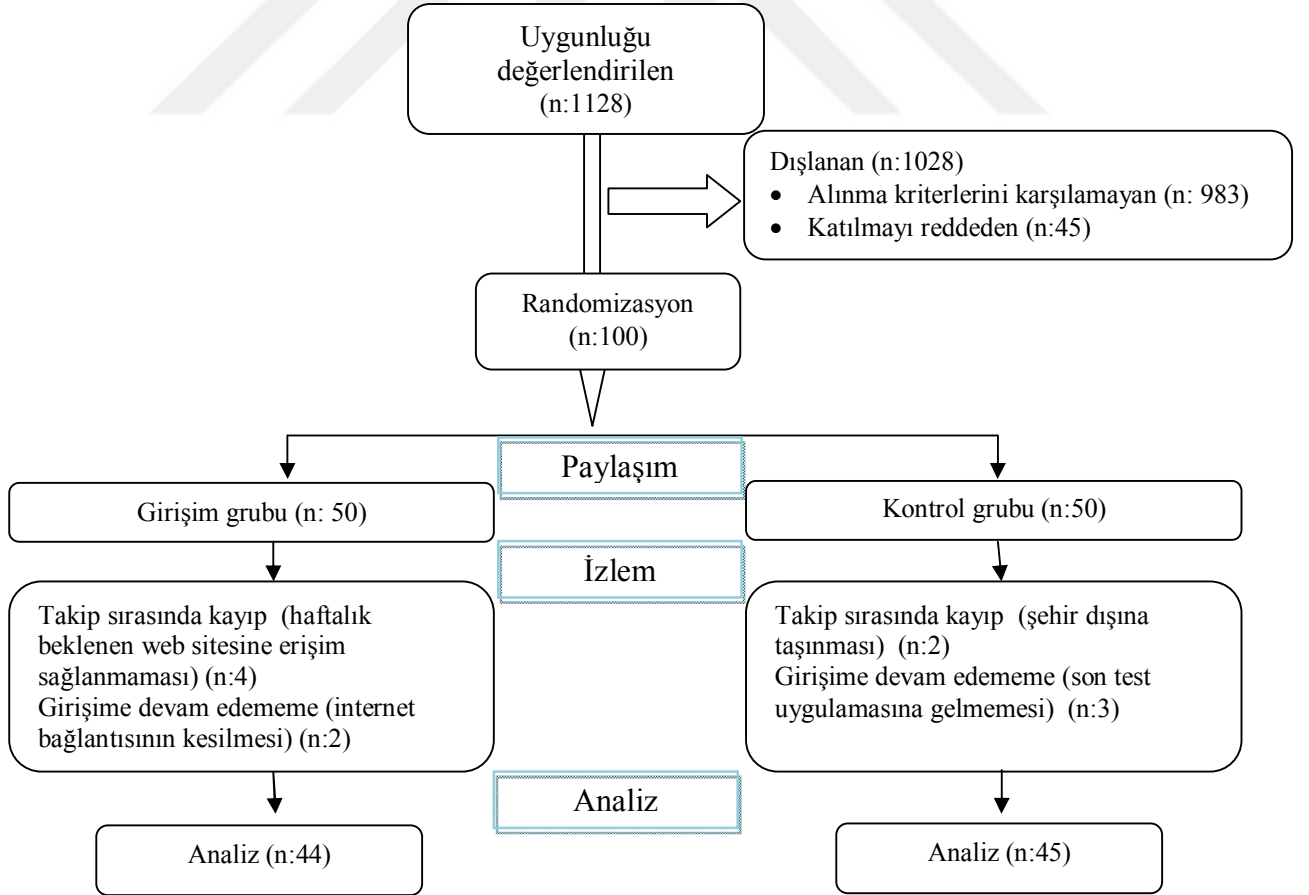 Uygunluğu
değerlendirilen
(n:1128)
Dışlanan (n:1028)
• Alınma kriterlerini karşılamayan (n: 983)
• Katılmayı reddeden (n:45)
Randomizasyon
(n:100)
Paylaşım
Girişim grubu (n: 50)
Kontrol grubu (n:50)
İzlem
Takip sırasında kayıp (haftalık
beklenen web sitesine erişim
sağlanmaması) (n:4)
Girişime devam edememe (internet
bağlantısının kesilmesi) (n:2)
Takip sırasında kayıp (şehir dışına
taşınması) (n:2)
Girişime devam edememe (son test
uygulamasına gelmemesi) (n:3)
Analiz
Analiz (n:44)
Analiz (n:45)